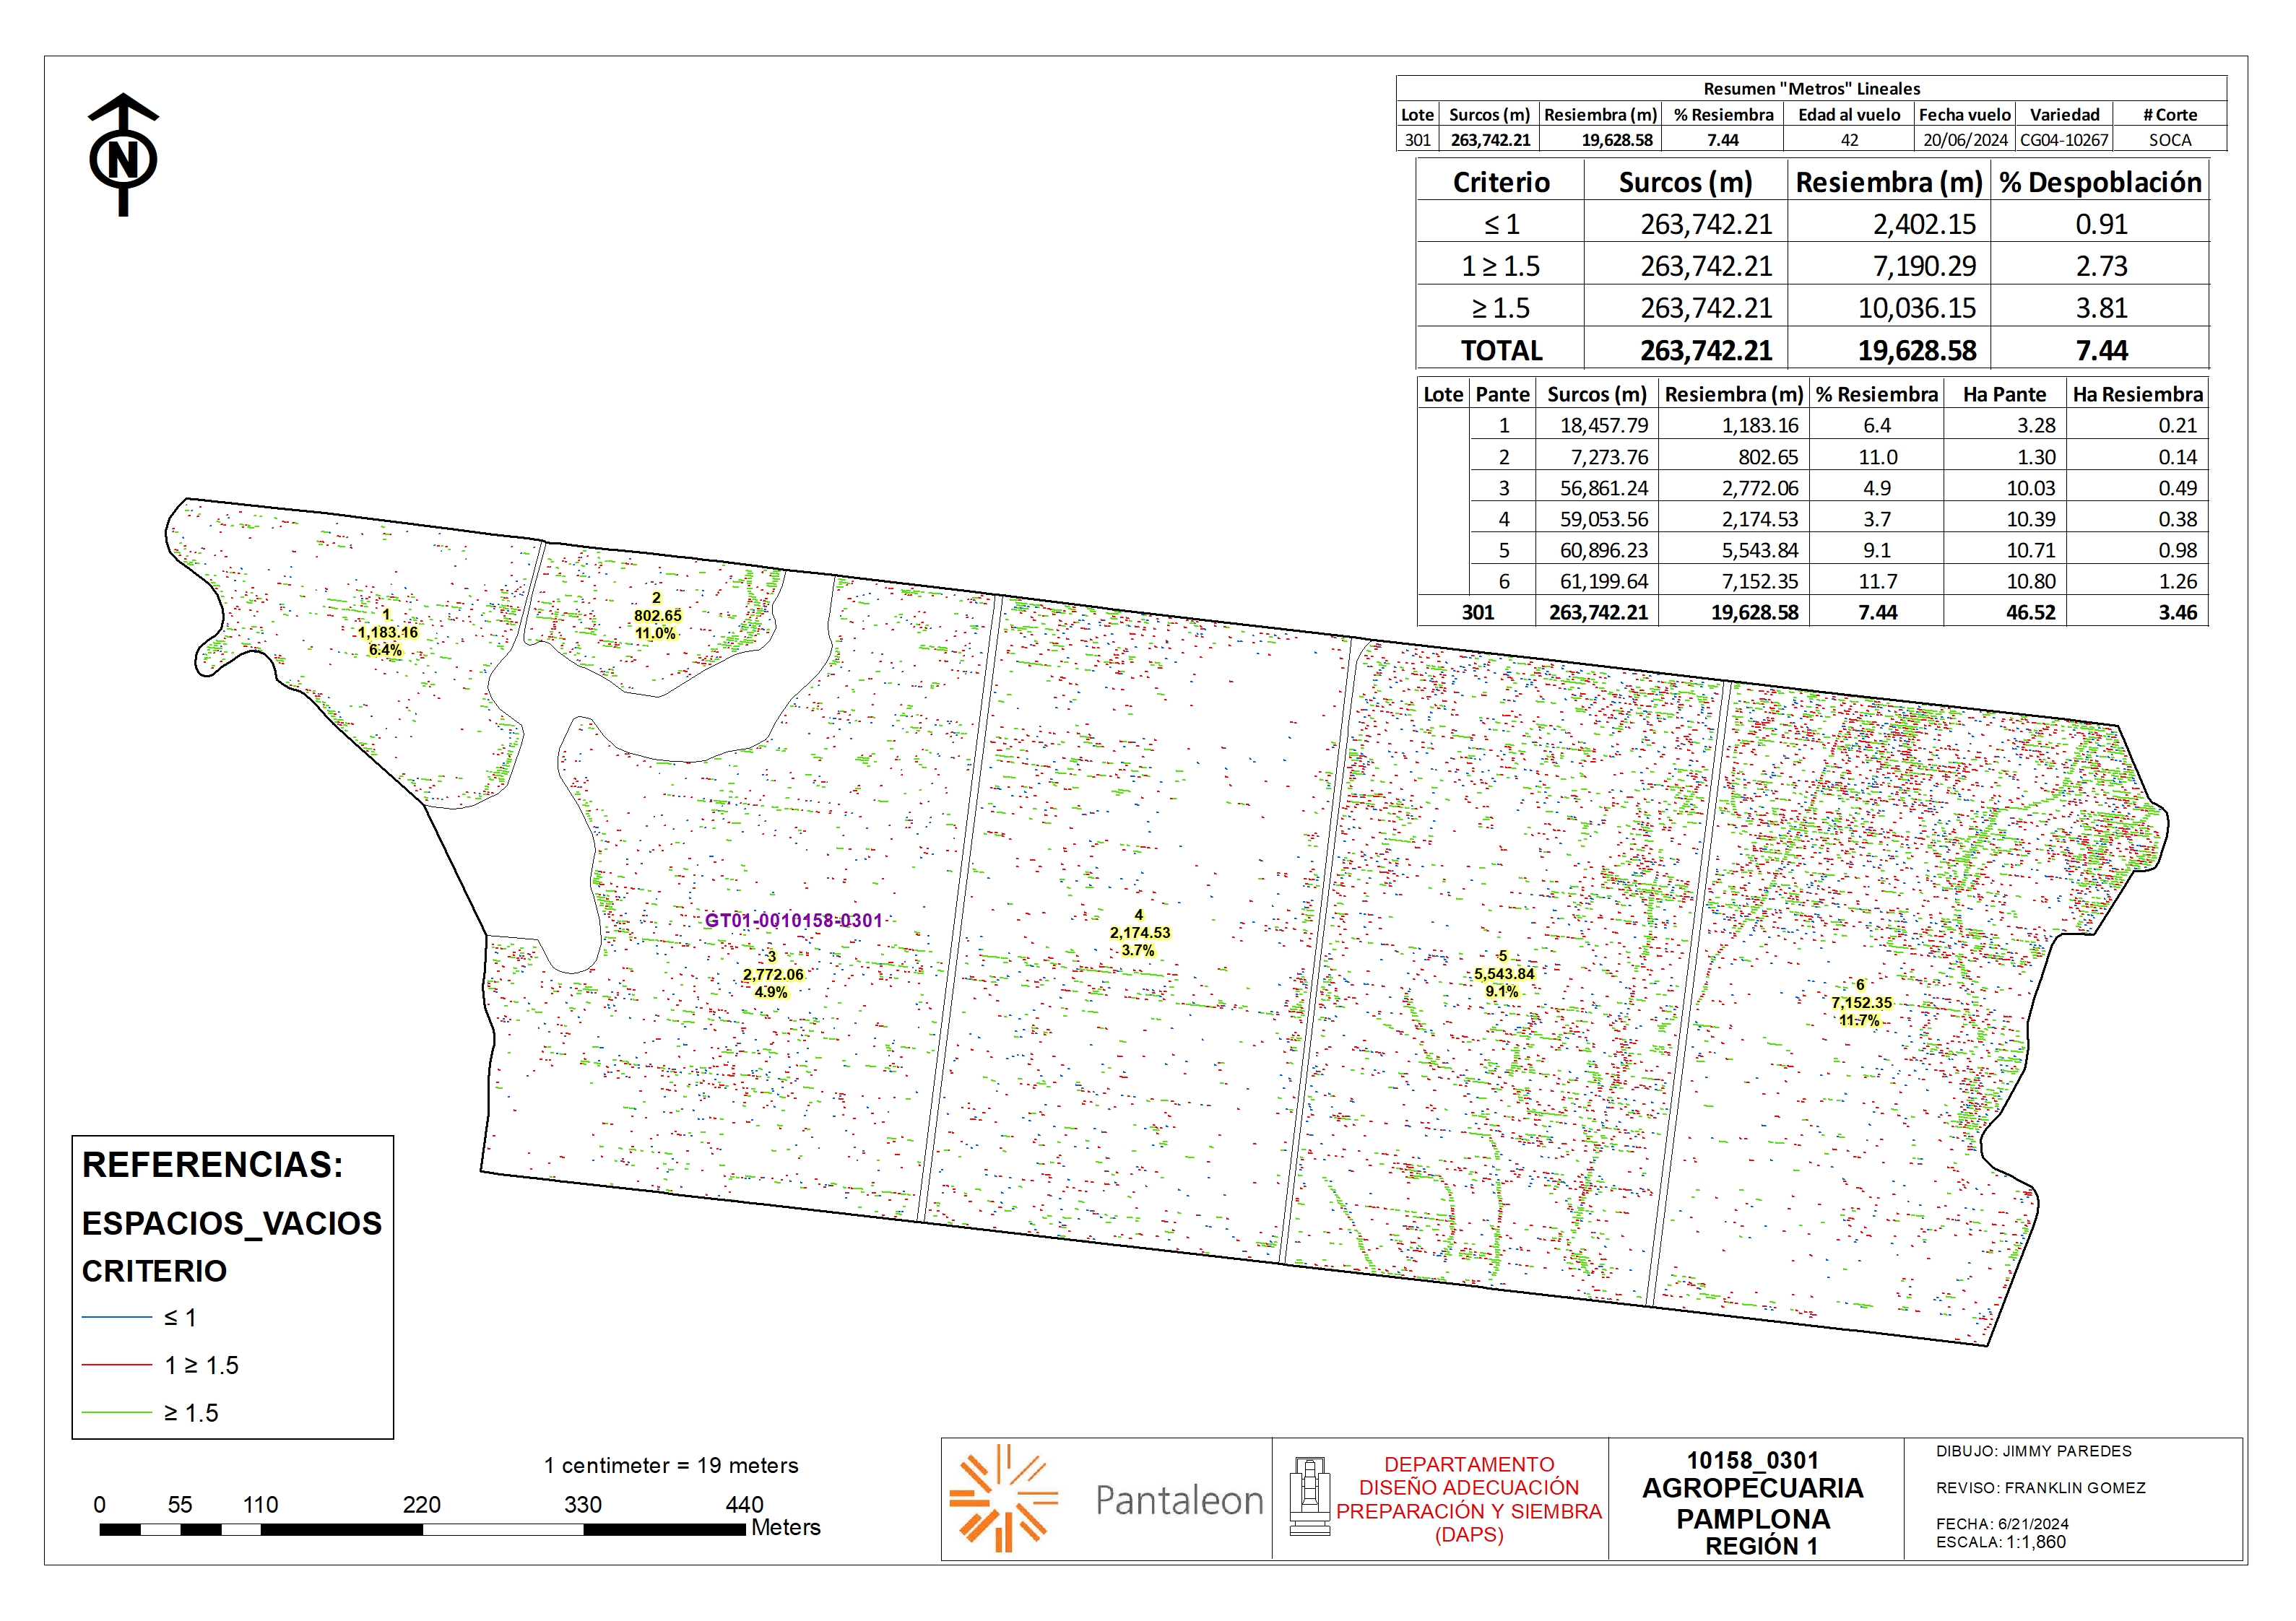 N
Resumen "Metros" Lineales
Lote Surcos (m) Resiembra (m) % Resiembra Edad al vuelo Fecha vuelo Variedad # Corte
301 263,742.21 19,628.58 7.44 42 20/06/2024 CG04-10267 SOCA
Criterio Surcos (m) Resiembra (m) % Despoblación
≤ 1 263,742.21 2,402.15 0.91
1 ≥ 1.5 263,742.21 7,190.29 2.73
≥ 1.5 263,742.21 10,036.15 3.81
TOTAL 263,742.21 19,628.58 7.44
Lote Pante Surcos (m) Resiembra (m) % Resiembra Ha Pante Ha Resiembra
1 18,457.79 1,183.16 6.4 3.28 0.21
2 7,273.76 802.65 11.0 1.30 0.14
3 56,861.24 2,772.06 4.9 10.03 0.49
4 59,053.56 2,174.53 3.7 10.39 0.38
5 60,896.23 5,543.84 9.1 10.71 0.98
6 61,199.64 7,152.35 11.7 10.80 1.26
301 263,742.21 19,628.58 7.44 46.52 3.46
1
1,183.16
6.4%
2
802.65
11.0%
GT01-0010158-0301
3
2,772.06
4.9%
4
2,174.53
3.7%
5
5,543.84
9.1%
6
7,152.35
11.7%
REFERENCIAS:
ESPACIOS_VACIOS
CRITERIO
≤ 1
1 ≥ 1.5
≥ 1.5
1 centimeter = 19 meters
0 55 110 220 330 440
Meters
Pantaleon
DEPARTAMENTO
DISEÑO ADECUACIÓN
PREPARACIÓN Y SIEMBRA
(DAPS)
10158_0301
AGROPECUARIA
PAMPLONA
REGIÓN 1
DIBUJO: JIMMY PAREDES
REVISO: FRANKLIN GOMEZ
FECHA: 6/21/2024
ESCALA: 1:1,860